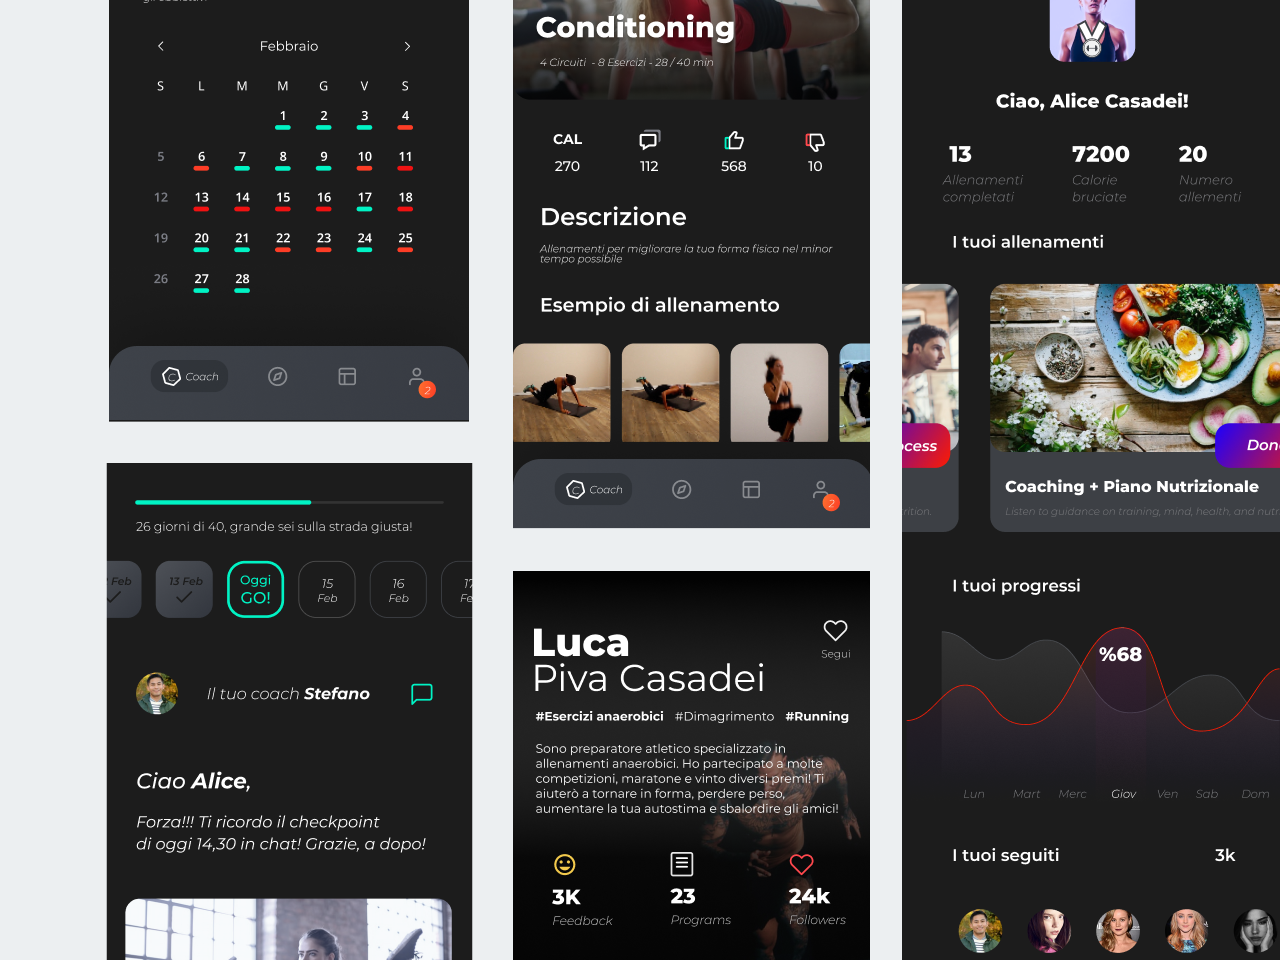 Febbraio
S L M M G V S
1 2 3 4
5 6 7 8 9 10 11
12 13 14 15 16 17 18
19 20 21 22 23 24 25
26 27 28
Coach
2
26 giorni di 40, grande sei sulla strada giusta!
Feb 13 Feb Oggi GO! 15 Feb 16 Feb
Il tuo coach Stefano
Ciao Alice,
Forza!!! Ti ricordo il checkpoint
di oggi 14,30 in chat! Grazie, a dopo!
Conditioning
4 Circuiti - 8 Esercizi - 28 / 40 min
CAL
270 112 568 10
Descrizione
Allenamenti per migliorare la tua forma fisica nel minor
tempo possibile
Esempio di allenamento
Coach
2
Luca
Piva Casadei
Segui
#Esercizi anaerobici #Dimagrimento #Running
Sono preparatore atletico specializzato in
allenamenti anaerobici. Ho partecipato a molte
competizioni, maratone e vinto diversi premi! Ti
aiuterò a tornare in forma, perdere perso,
aumentare la tua autostima e sbalordire gli amici!
3K 23 24k
Feedback Programs Followers
Ciao, Alice Casadei!
13 7200 20
Allenamenti Calorie Numero
completati bruciate allementi
I tuoi allenamenti
Coaching + Piano Nutrizionale
Listen to guidance on training, mind, health, and
I tuoi progressi
%68
Lun Mart Merc Giov Ven Sab Dom
I tuoi seguiti 3k